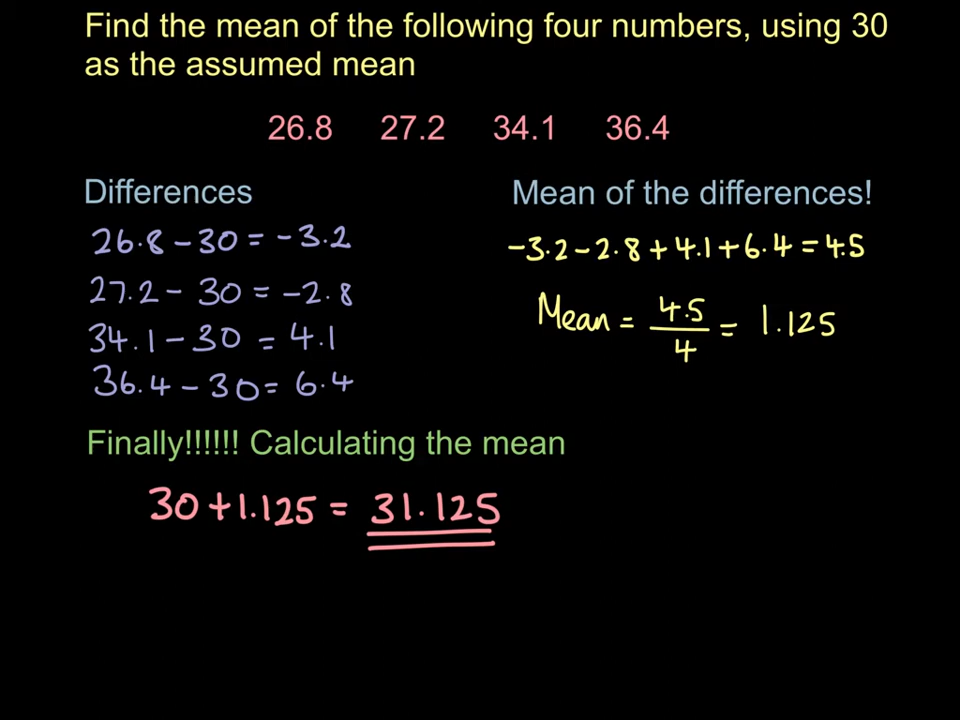 Find the mean of the following four numbers, using 30
as the assumed mean
26.8 27.2 34.1 36.4
Differences
26.8 - 30 = -3.2
27.2 - 30 = -2.8
34.1 - 30 = 4.1
36.4 - 30 = 6.4
Mean of the differences!
-3.2 - 2.8 + 4.1 + 6.4 = 4.5
Mean = 4.5/4 = 1.125
Finally!!!!!! Calculating the mean
30 + 1.125 = 31.125